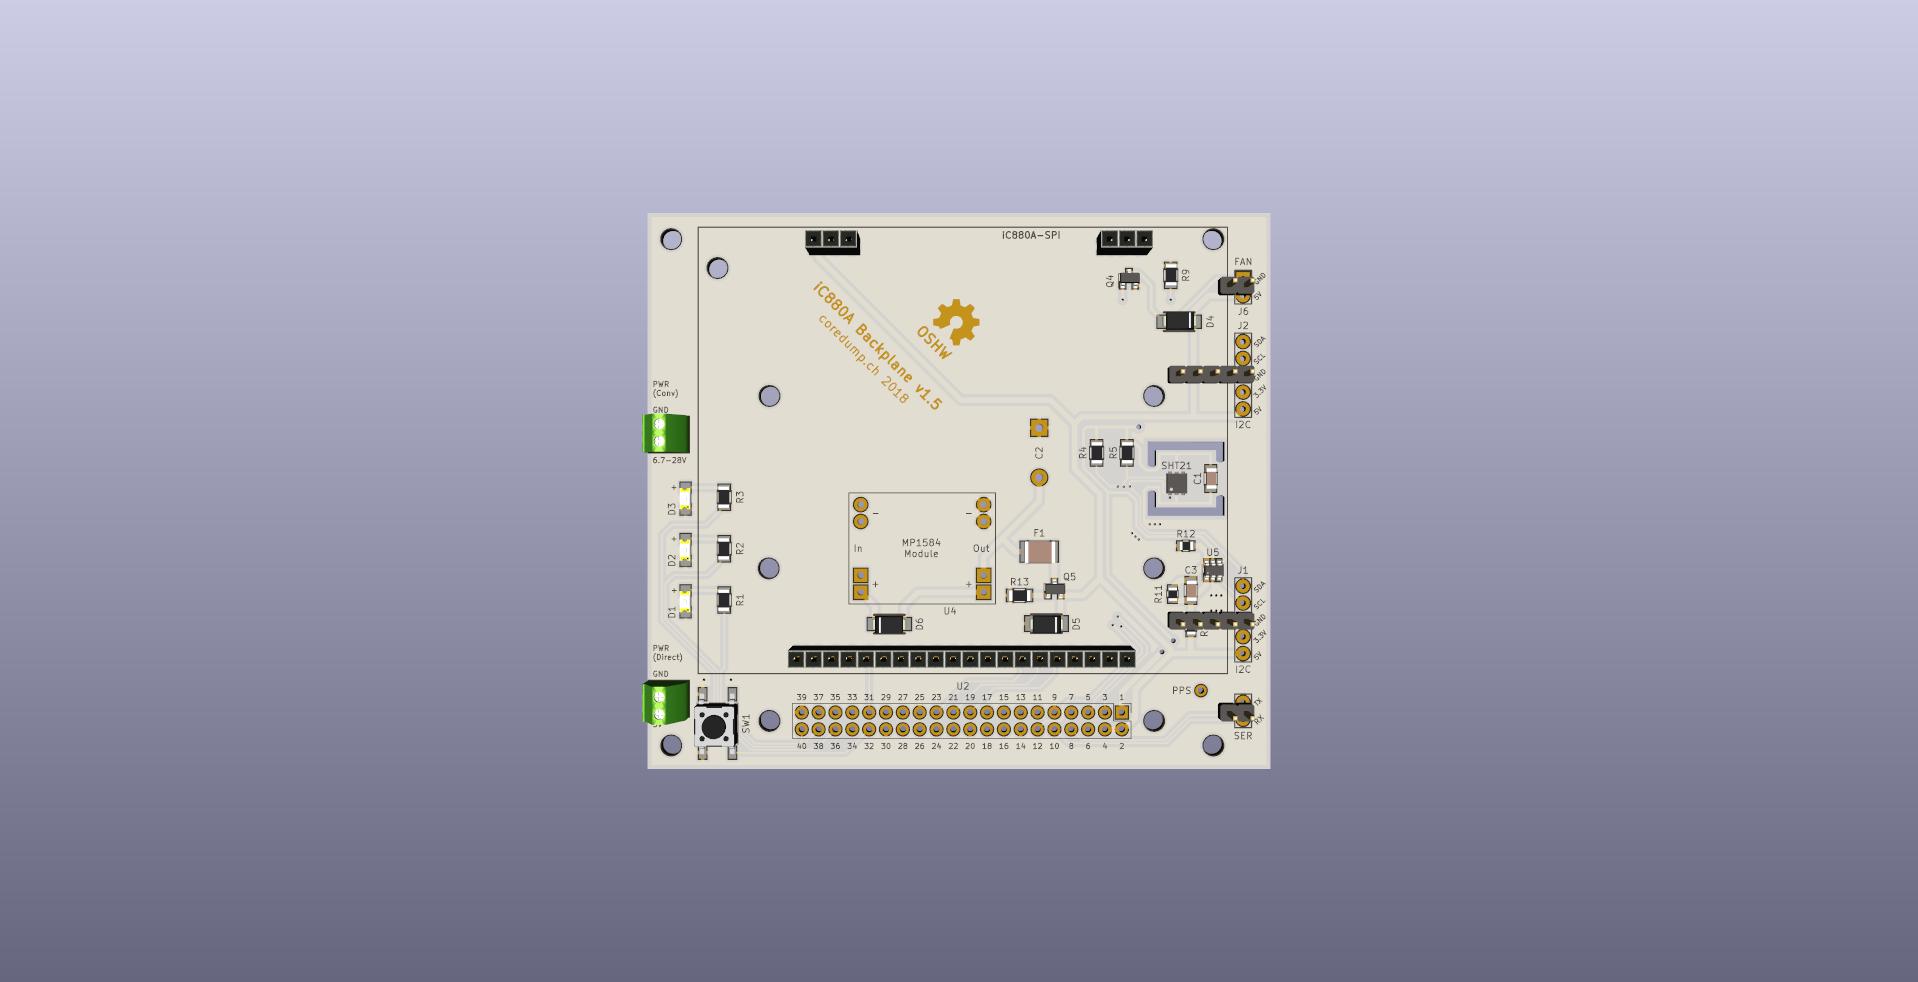 iC880A-SPI
FAN
GND
5V
J6
Q4
R9
D4
J2
SDA
SCL
GND
3.3V
5V
I2C
iC880A Backplane v1.5
coredump.ch 2018
OSHW
PWR
(Conv)
GND
6.7-28V
C2
R4
R5
SHT21
C1
D3
R3
D2
R2
D1
R1
MP1584
Module
In
Out
-
-
+
+
U4
F1
R13
Q5
D6
D5
R12
U5
C3
R11
J1
SDA
SCL
GND
3.3V
5V
I2C
PWR
(Direct)
GND
SW1
U2
39 37 35 33 31 29 27 25 23 21 19 17 15 13 11 9 7 5 3 1
40 38 36 34 32 30 28 26 24 22 20 18 16 14 12 10 8 6 4 2
PPS
TX
RX
SER